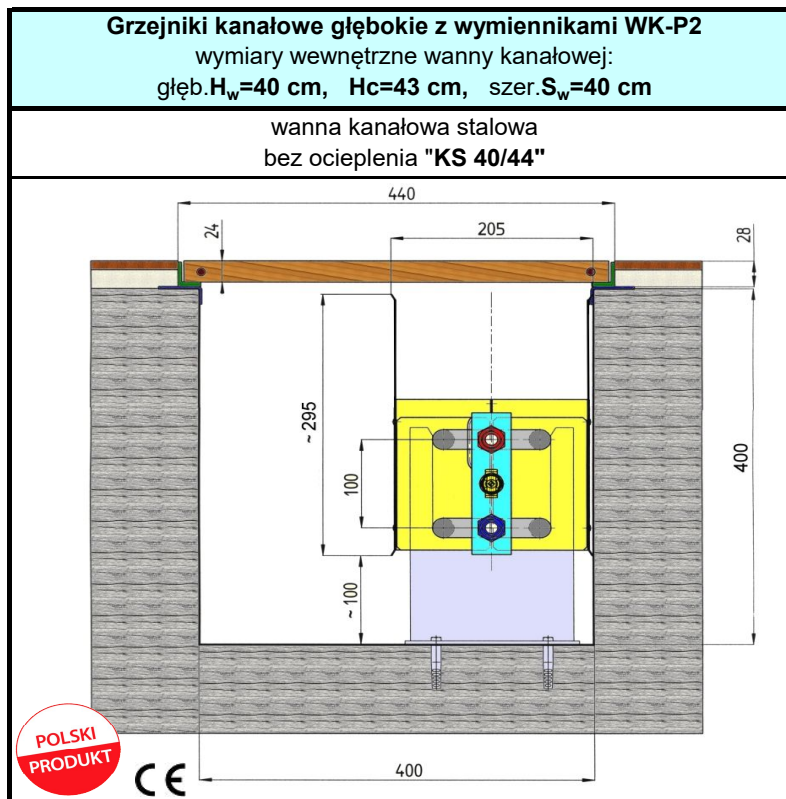 Grzejniki kanałowe głębokie z wymiennikami WK-P2
wymiary wewnętrzne wanny kanałowej:
głęb.Hw=40 cm, Hc=43 cm, szer.Sw=40 cm
wanna kanałowa stalowa
bez ocieplenia "KS 40/44"
440
24
205
28
~295
100
400
~100
400
POLSKI
PRODUKT
CE